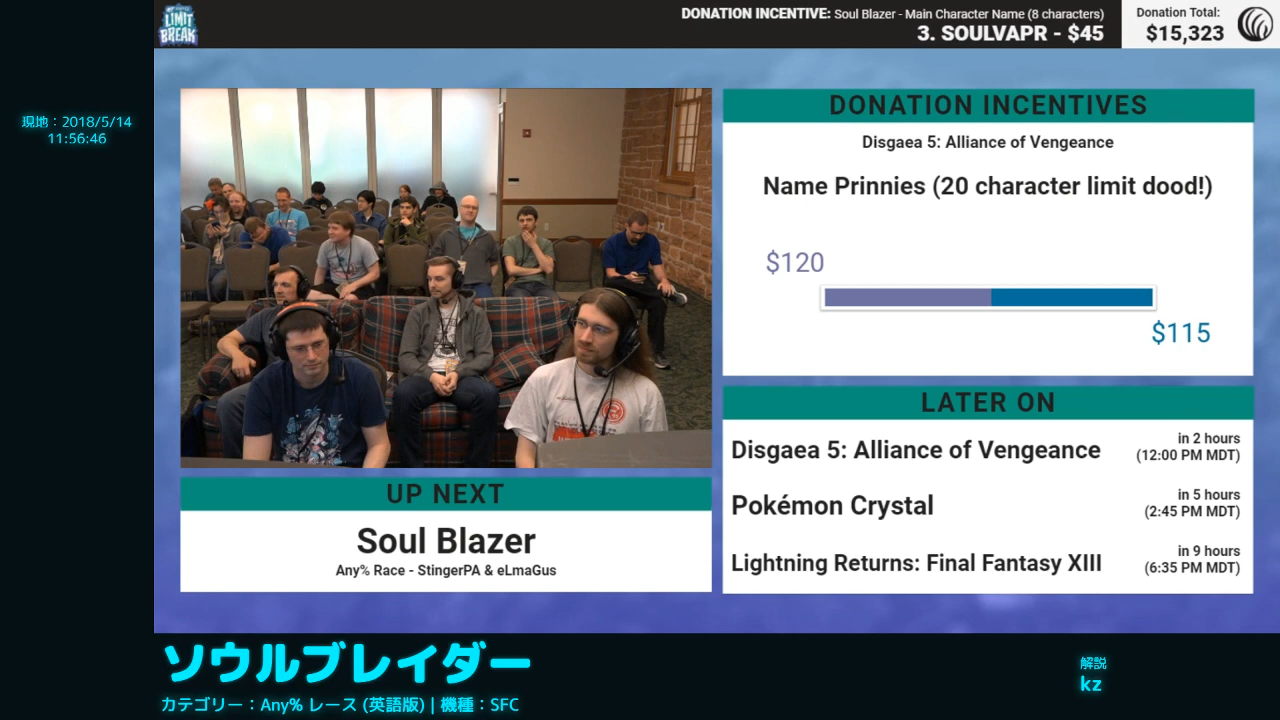 LIMIT
BREAK
DONATION INCENTIVE: Soul Blazer - Main Character Name (8 characters)
3. SOULVAPR - $45
Donation Total:
$15,323
現地：2018/5/14
11:56:46
DONATION INCENTIVES
Disgaea 5: Alliance of Vengeance
Name Prinnies (20 character limit dood!)
$120
$115
UP NEXT
Soul Blazer
Any% Race - StingerPA & eLmaGus
LATER ON
Disgaea 5: Alliance of Vengeance
in 2 hours
(12:00 PM MDT)
Pokémon Crystal
in 5 hours
(2:45 PM MDT)
Lightning Returns: Final Fantasy XIII
in 9 hours
(6:35 PM MDT)
ソウルブレイダー
カテゴリー：Any% レース (英語版) | 機種：SFC
解説
kz